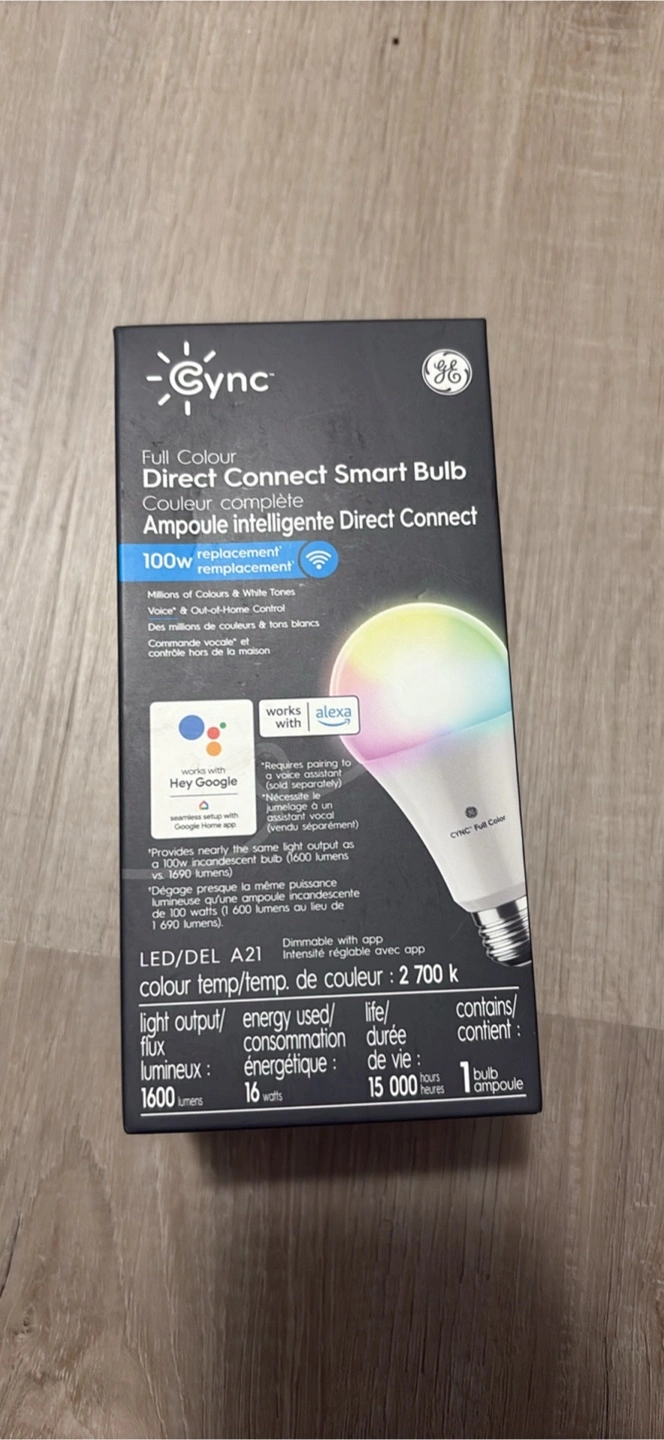 Cync™
GE
Full Colour
Direct Connect Smart Bulb
Couleur complète
Ampoule intelligente Direct Connect
100w replacement†
remplacement†
Millions of Colours & White Tones
Voice* & Out-of-Home Control
Des millions de couleurs & tons blancs
Commande vocale* et
contrôle hors de la maison
works with
Hey Google
seamless setup with
Google Home app
works
with
alexa
*Requires pairing to
a voice assistant
(sold separately)
*Nécessite le
jumelage à un
assistant vocal
(vendu séparément)
CYNC™ Full Color
†Provides nearly the same light output as
a 100w incandescent bulb (1600 lumens
vs. 1690 lumens)
†Dégage presque la même puissance
lumineuse qu'une ampoule incandescente
de 100 watts (1 600 lumens au lieu de
1 690 lumens).
LED/DEL A21
Dimmable with app
Intensité réglable avec app
colour temp/temp. de couleur : 2 700 k
light output/
flux
lumineux :
1600 lumens
energy used/
consommation
énergétique :
16 watts
life/
durée
de vie :
15 000 hours
heures
contains/
contient :
1 bulb
ampoule